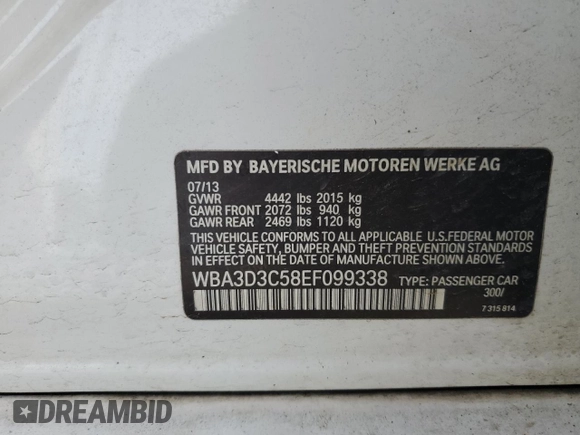 MFD BY BAYERISCHE MOTOREN WERKE AG
07/13
GVWR 4442 lbs 2015 kg
GAWR FRONT 2072 lbs 940 kg
GAWR REAR 2469 lbs 1120 kg
THIS VEHICLE CONFORMS TO ALL APPLICABLE U.S.FEDERAL MOTOR
VEHICLE SAFETY, BUMPER AND THEFT PREVENTION STANDARDS
IN EFFECT ON THE DATE OF MANUFACTURE SHOWN ABOVE.
WBA3D3C58EF099338 TYPE: PASSENGER CAR
300/
7 315 814
DREAMBID